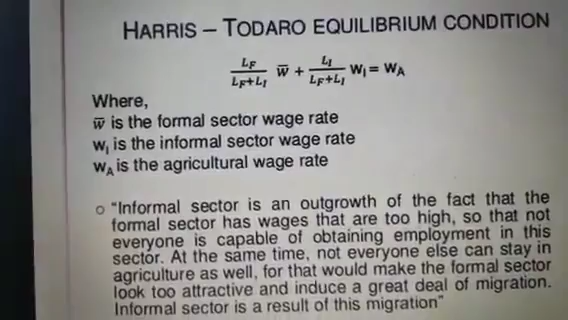 HARRIS – TODARO EQUILIBRIUM CONDITION
L_F/(L_F+L_I) w̅ + L_I/(L_F+L_I) w_I = w_A
Where,
w̅ is the formal sector wage rate
w_I is the informal sector wage rate
w_A is the agricultural wage rate
o "Informal sector is an outgrowth of the fact that the
formal sector has wages that are too high, so that not
everyone is capable of obtaining employment in this
sector. At the same time, not everyone else can stay in
agriculture as well, for that would make the formal sector
look too attractive and induce a great deal of migration.
Informal sector is a result of this migration"